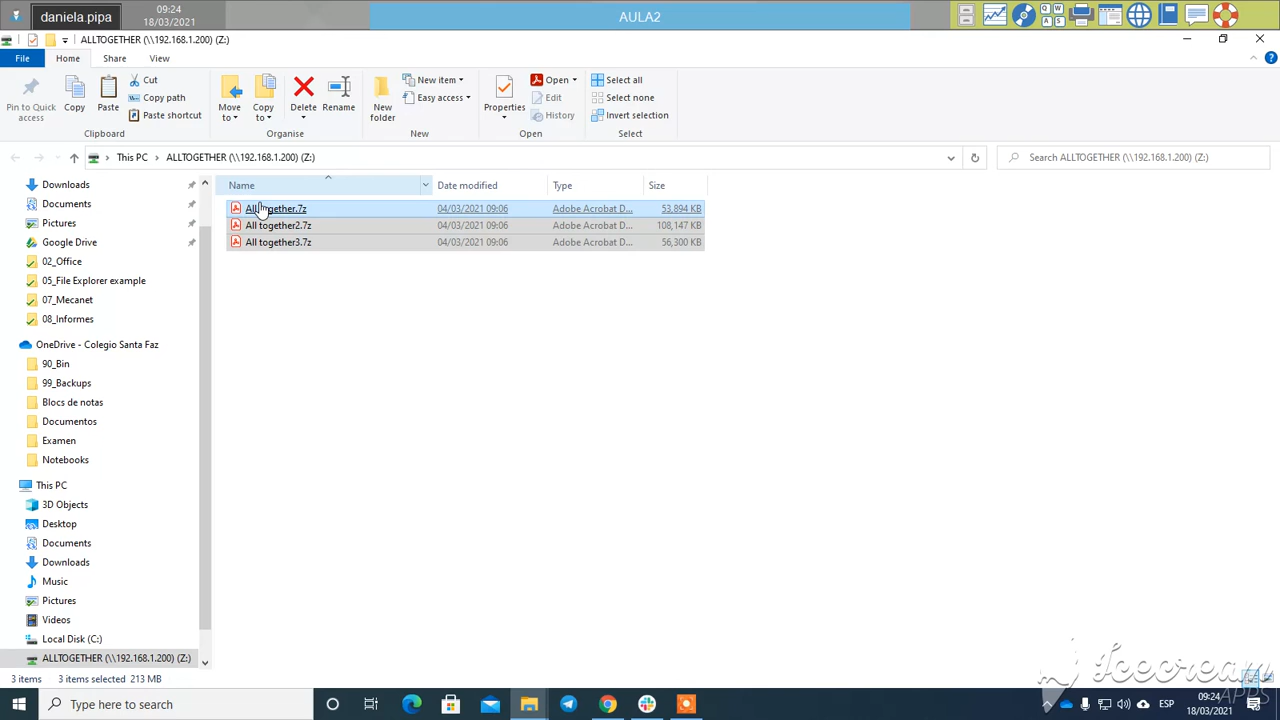 daniela.pipa
09:24
18/03/2021
AULA2
ALLTOGETHER (\\192.168.1.200) (Z:)
File
Home
Share
View
Pin to Quick access
Copy
Paste
Cut
Copy path
Paste shortcut
Clipboard
Move to
Copy to
Delete
Rename
Organise
New folder
New item
Easy access
New
Properties
Open
Edit
History
Open
Select all
Select none
Invert selection
Select
This PC > ALLTOGETHER (\\192.168.1.200) (Z:)
Search ALLTOGETHER (\\192.168.1.200) (Z:)
Name
Date modified
Type
Size
04/03/2021 09:06 Adobe Acrobat D... 53,894 KB
All together2.7z 04/03/2021 09:06 Adobe Acrobat D... 108,147 KB
All together3.7z 04/03/2021 09:06 Adobe Acrobat D... 56,300 KB
Downloads
Documents
Pictures
Google Drive
02_Office
05_File Explorer example
07_Mecanet
08_Informes
OneDrive - Colegio Santa Faz
90_Bin
99_Backups
Blocs de notas
Documentos
Examen
Notebooks
This PC
3D Objects
Desktop
Documents
Downloads
Music
Pictures
Videos
Local Disk (C:)
ALLTOGETHER (\\192.168.1.200) (Z:)
3 items
3 items selected 213 MB
Icecream
APPS
Type here to search
ESP
09:24
18/03/2021